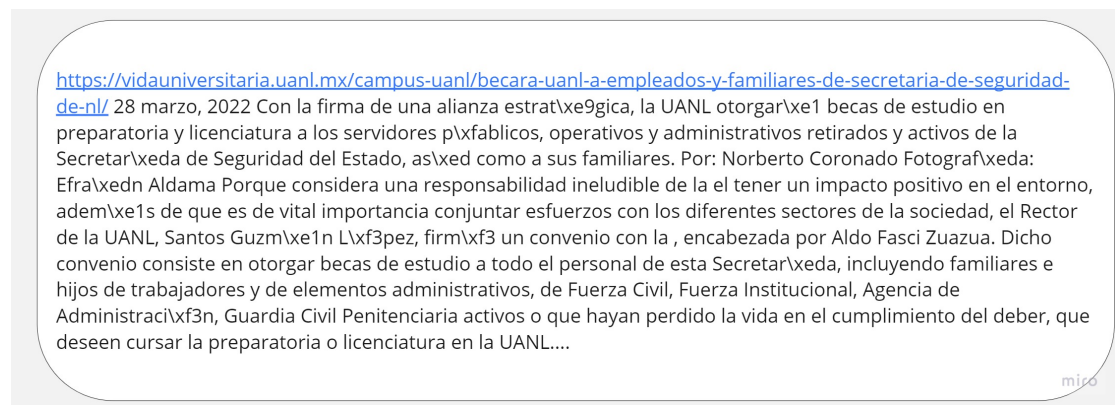 https://vidauniversitaria.uanl.mx/campus-uanl/becara-uanl-a-empleados-y-familiares-de-secretaria-de-seguridad-
de-nl/ 28 marzo, 2022 Con la firma de una alianza estrat\xe9gica, la UANL otorgar\xe1 becas de estudio en
preparatoria y licenciatura a los servidores p\xfablicos, operativos y administrativos retirados y activos de la
Secretar\xeda de Seguridad del Estado, as\xed como a sus familiares. Por: Norberto Coronado Fotograf\xeda:
Efra\xedn Aldama Porque considera una responsabilidad ineludible de la el tener un impacto positivo en el entorno,
adem\xe1s de que es de vital importancia conjuntar esfuerzos con los diferentes sectores de la sociedad, el Rector
de la UANL, Santos Guzm\xe1n L\xf3pez, firm\xf3 un convenio con la , encabezada por Aldo Fasci Zuazua. Dicho
convenio consiste en otorgar becas de estudio a todo el personal de esta Secretar\xeda, incluyendo familiares e
hijos de trabajadores y de elementos administrativos, de Fuerza Civil, Fuerza Institucional, Agencia de
Administraci\xf3n, Guardia Civil Penitenciaria activos o que hayan perdido la vida en el cumplimiento del deber, que
deseen cursar la preparatoria o licenciatura en la UANL....
miro